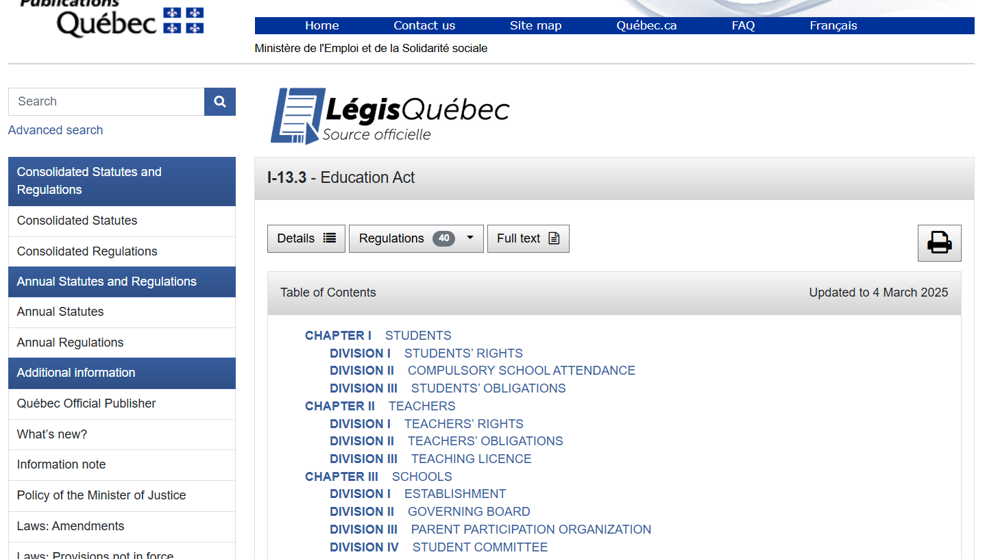 Publications
Québec
Home Contact us Site map Québec.ca FAQ Français
Ministère de l'Emploi et de la Solidarité sociale
Search
Advanced search
LégisQuébec
Source officielle
Consolidated Statutes and
Regulations
Consolidated Statutes
Consolidated Regulations
Annual Statutes and Regulations
Annual Statutes
Annual Regulations
Additional information
Québec Official Publisher
What’s new?
Information note
Policy of the Minister of Justice
Laws: Amendments
Laws: Provisions not in force
I-13.3 - Education Act
Details Regulations 40 Full text
Table of Contents Updated to 4 March 2025
CHAPTER I STUDENTS
DIVISION I STUDENTS’ RIGHTS
DIVISION II COMPULSORY SCHOOL ATTENDANCE
DIVISION III STUDENTS’ OBLIGATIONS
CHAPTER II TEACHERS
DIVISION I TEACHERS’ RIGHTS
DIVISION II TEACHERS’ OBLIGATIONS
DIVISION III TEACHING LICENCE
CHAPTER III SCHOOLS
DIVISION I ESTABLISHMENT
DIVISION II GOVERNING BOARD
DIVISION III PARENT PARTICIPATION ORGANIZATION
DIVISION IV STUDENT COMMITTEE